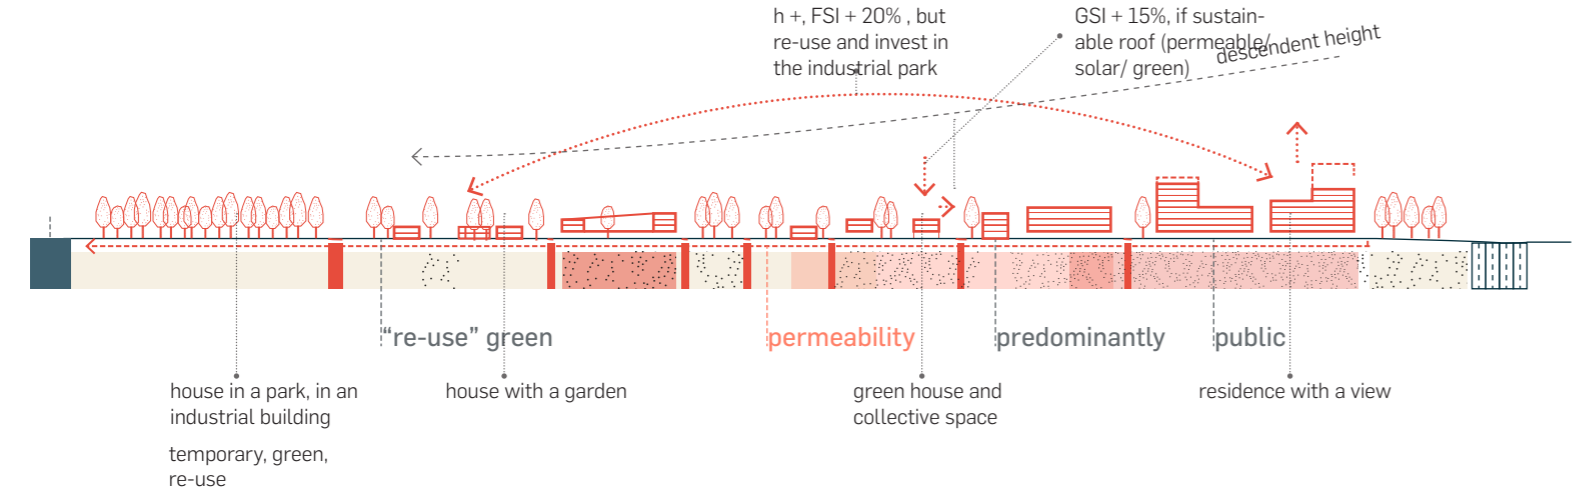 h +, FSI + 20% , but
re-use and invest in
the industrial park
GSI + 15%, if sustain-
able roof (permeable/
solar/ green)
descendent height
“re-use” green
permeability
predominantly
public
house in a park, in an
industrial building
temporary, green,
re-use
house with a garden
green house and
collective space
residence with a view